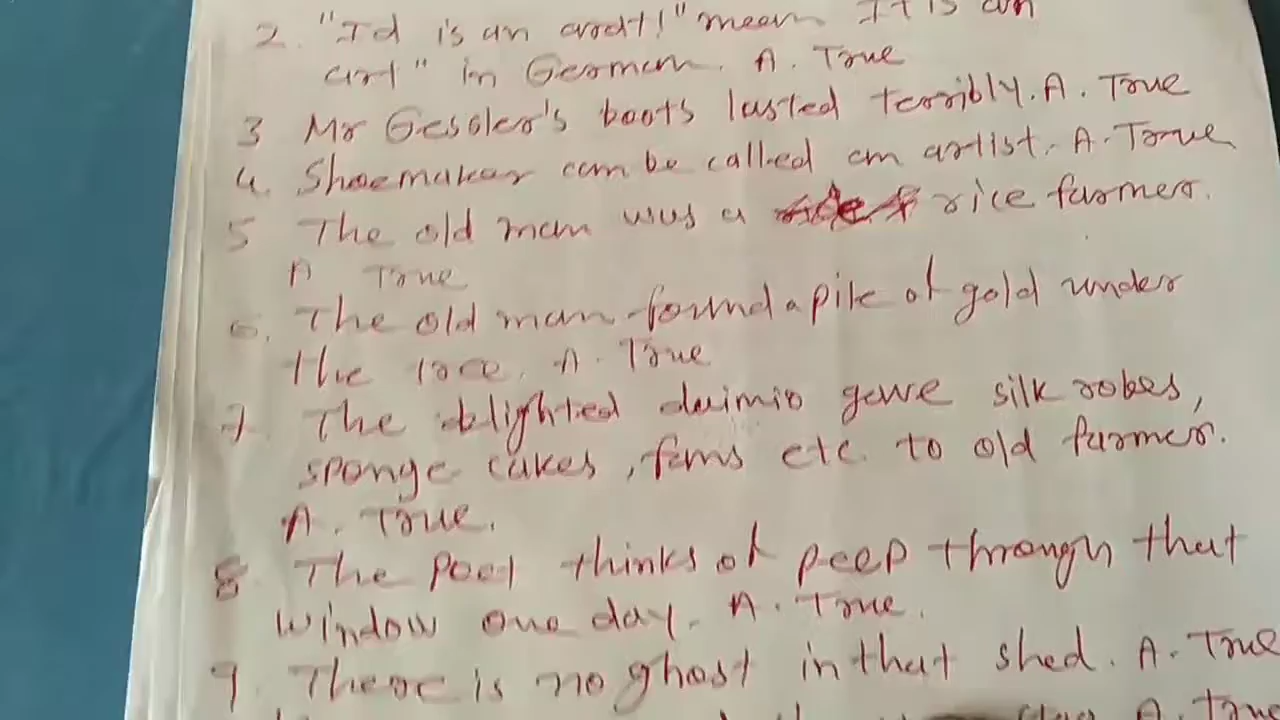 2. "Id is an ardt!" mean It is an
art" in German. A. True
3 Mr Gessler's boots lasted terribly. A. True
4. Shoemaker can be called an artist. A. True
5 The old man was a rice farmer.
A True
6. The old man found a pile of gold under
the tree. A. True
7. The blighted daimio gave silk robes,
sponge cakes, fans etc. to old farmer.
A. True.
8. The poet thinks of peep through that
window one day. A. True.
9. There is no ghost in that shed. A. True
A. True